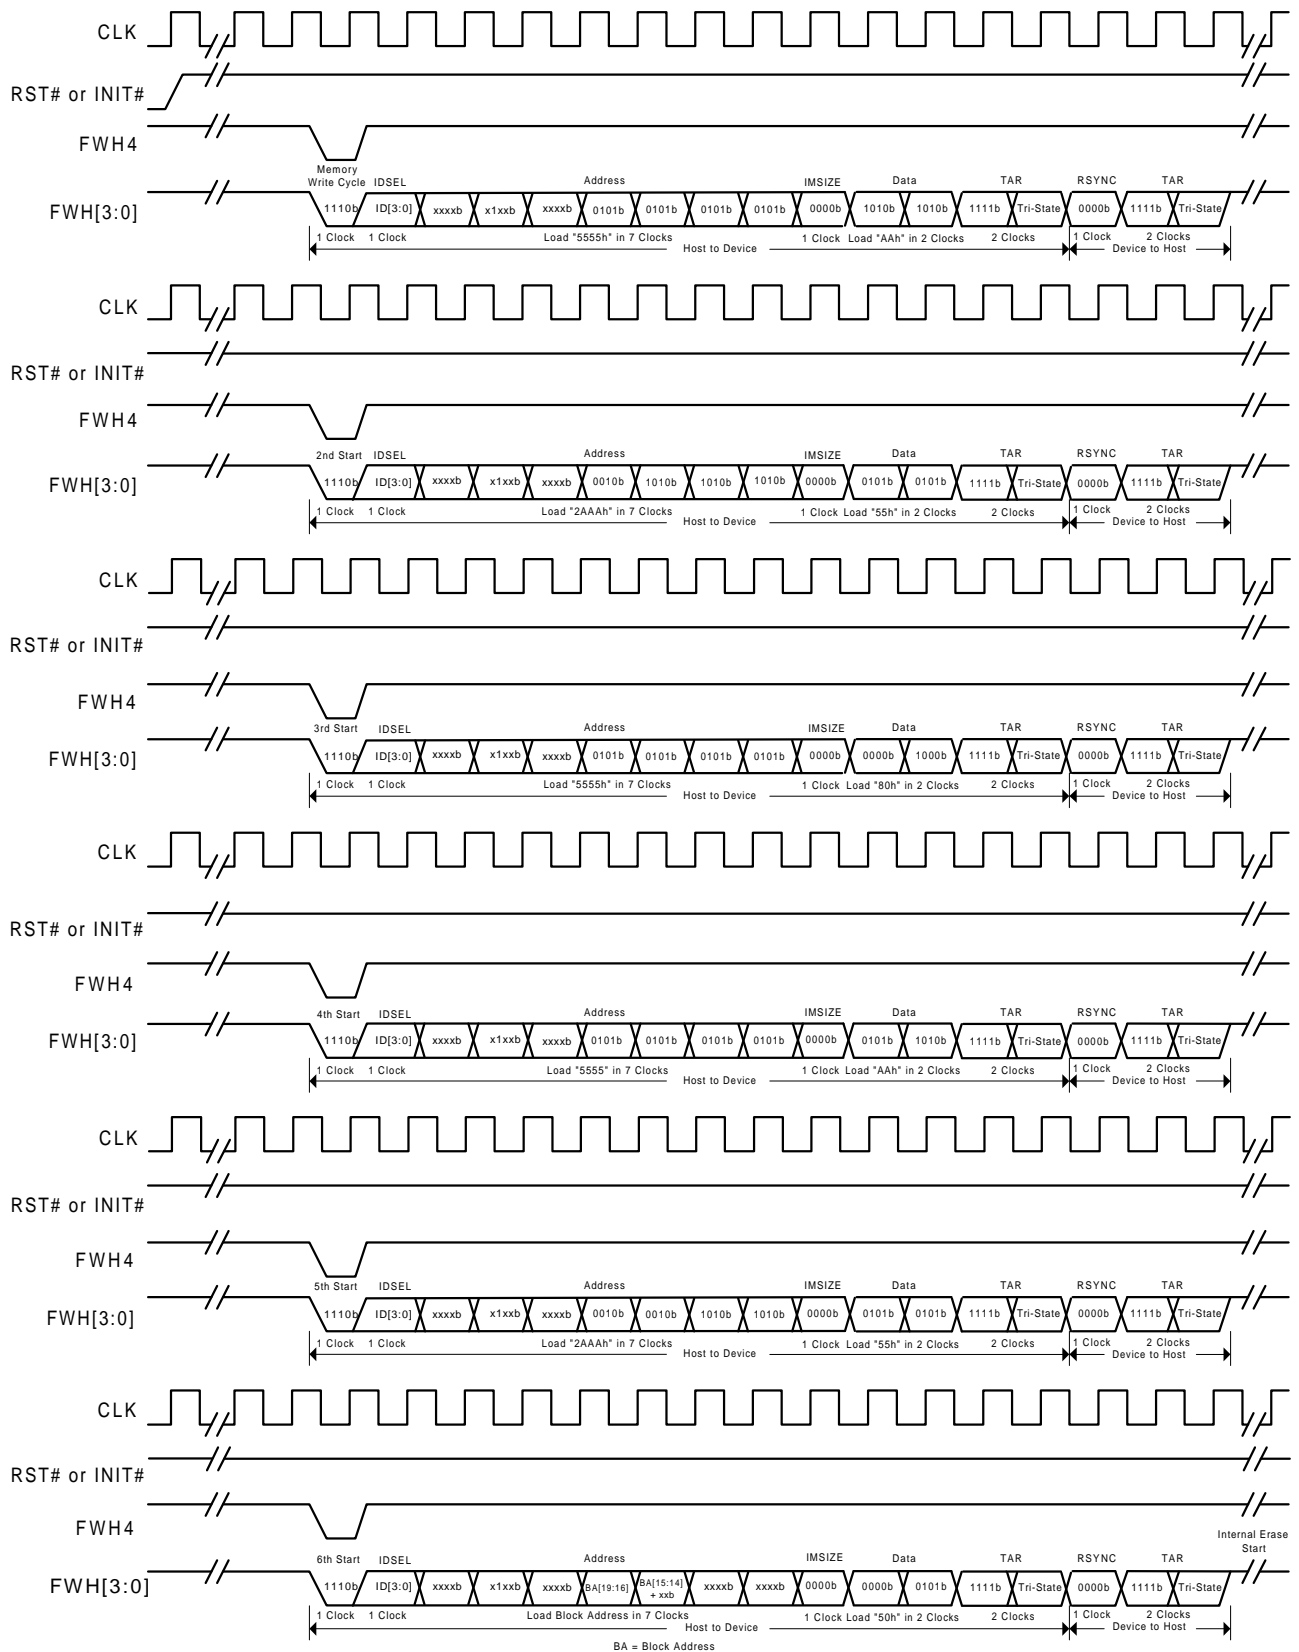 CLK
RST# or INIT#
FWH4
Memory
Write Cycle IDSEL Address IMSIZE Data TAR RSYNC TAR
FWH[3:0] 1110b ID[3:0] xxxxb x1xxb xxxxb 0101b 0101b 0101b 0101b 0000b 1010b 1010b 1111b Tri-State 0000b 1111b Tri-State
1 Clock 1 Clock Load "5555h" in 7 Clocks 1 Clock Load "AAh" in 2 Clocks 2 Clocks 1 Clock 2 Clocks
Host to Device Device to Host
CLK
RST# or INIT#
FWH4
2nd Start IDSEL Address IMSIZE Data TAR RSYNC TAR
FWH[3:0] 1110b ID[3:0] xxxxb x1xxb xxxxb 0010b 1010b 1010b 1010b 0000b 0101b 0101b 1111b Tri-State 0000b 1111b Tri-State
1 Clock 1 Clock Load "2AAAh" in 7 Clocks 1 Clock Load "55h" in 2 Clocks 2 Clocks 1 Clock 2 Clocks
Host to Device Device to Host
CLK
RST# or INIT#
FWH4
3rd Start IDSEL Address IMSIZE Data TAR RSYNC TAR
FWH[3:0] 1110b ID[3:0] xxxxb x1xxb xxxxb 0101b 0101b 0101b 0101b 0000b 0000b 1000b 1111b Tri-State 0000b 1111b Tri-State
1 Clock 1 Clock Load "5555h" in 7 Clocks 1 Clock Load "80h" in 2 Clocks 2 Clocks 1 Clock 2 Clocks
Host to Device Device to Host
CLK
RST# or INIT#
FWH4
4th Start IDSEL Address IMSIZE Data TAR RSYNC TAR
FWH[3:0] 1110b ID[3:0] xxxxb x1xxb xxxxb 0101b 0101b 0101b 0101b 0000b 0101b 1010b 1111b Tri-State 0000b 1111b Tri-State
1 Clock 1 Clock Load "5555" in 7 Clocks 1 Clock Load "AAh" in 2 Clocks 2 Clocks 1 Clock 2 Clocks
Host to Device Device to Host
CLK
RST# or INIT#
FWH4
5th Start IDSEL Address IMSIZE Data TAR RSYNC TAR
FWH[3:0] 1110b ID[3:0] xxxxb x1xxb xxxxb 0010b 0010b 1010b 1010b 0000b 0101b 0101b 1111b Tri-State 0000b 1111b Tri-State
1 Clock 1 Clock Load "2AAAh" in 7 Clocks 1 Clock Load "55h" in 2 Clocks 2 Clocks 1 Clock 2 Clocks
Host to Device Device to Host
CLK
RST# or INIT#
FWH4
Internal Erase
Start
6th Start IDSEL Address IMSIZE Data TAR RSYNC TAR
FWH[3:0] 1110b ID[3:0] xxxxb x1xxb xxxxb BA[19:16] BA[15:14] + xxb xxxxb xxxxb 0000b 0000b 0101b 1111b Tri-State 0000b 1111b Tri-State
1 Clock 1 Clock Load Block Address in 7 Clocks 1 Clock Load "50h" in 2 Clocks 2 Clocks 1 Clock 2 Clocks
Host to Device Device to Host
BA = Block Address